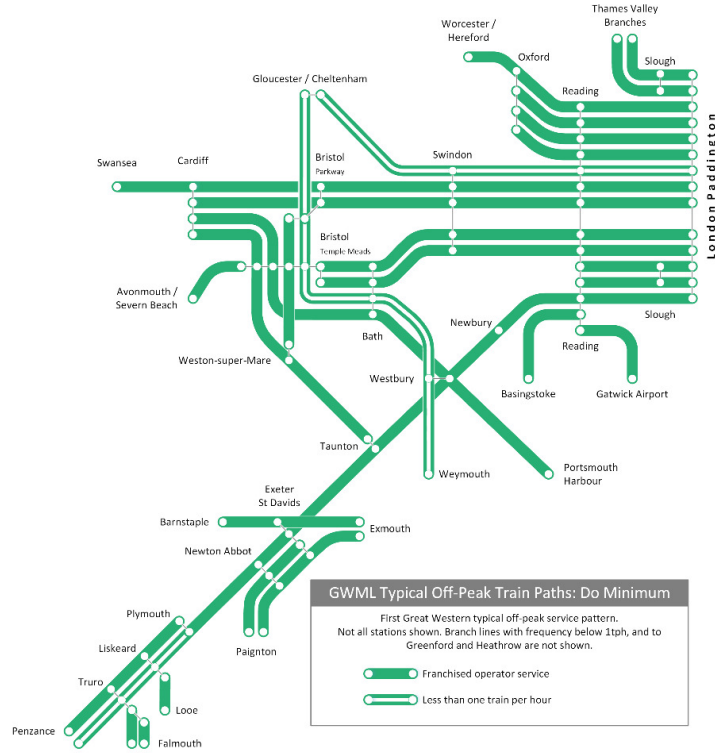 Thames Valley
Branches
Worcester /
Hereford
Oxford
Slough
Gloucester / Cheltenham
Reading
London Paddington
Swansea
Cardiff
Bristol
Parkway
Swindon
Bristol
Temple Meads
Avonmouth /
Severn Beach
Bath
Newbury
Slough
Reading
Weston-super-Mare
Westbury
Basingstoke
Gatwick Airport
Taunton
Weymouth
Portsmouth
Harbour
Exeter
St Davids
Barnstaple
Exmouth
Newton Abbot
Plymouth
Paignton
Liskeard
Truro
Looe
Penzance
Falmouth
GWML Typical Off-Peak Train Paths: Do Minimum
First Great Western typical off-peak service pattern.
Not all stations shown. Branch lines with frequency below 1tph, and to
Greenford and Heathrow are not shown.
Franchised operator service
Less than one train per hour